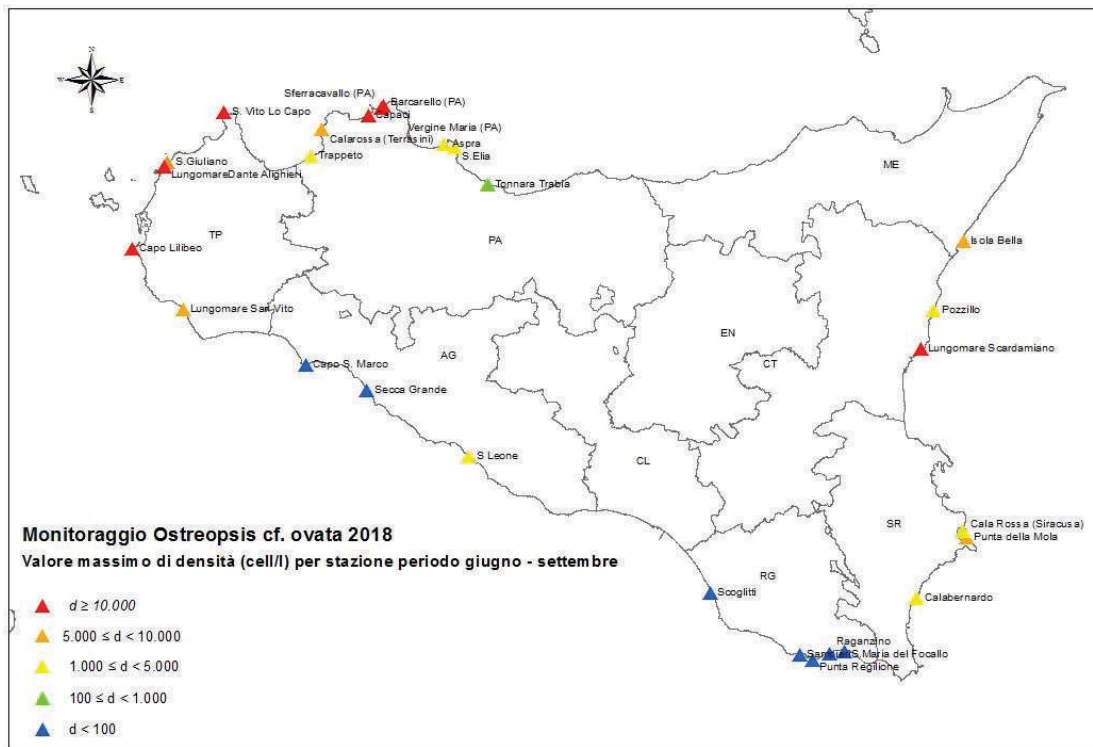 N
W E
S
Sferracavallo (PA)
Barcarello (PA)
S. Vito Lo Capo
Capaci
Vergine Maria (PA)
Calarossa (Terrasini)
Aspra
Trappeto
S.Elia
S.Giuliano
LungomareDante Alighieri
Tonnara Trabia
ME
TP
PA
Isola Bella
Capo Lilibeo
Lungomare San Vito
Pozzillo
EN
Lungomare Scardamiano
AG
CT
Capo S. Marco
Secca Grande
S Leone
CL
Monitoraggio Ostreopsis cf. ovata 2018
Valore massimo di densità (cell/l) per stazione periodo giugno - settembre
SR
Cala Rossa (Siracusa)
Punta della Mola
RG
Scoglitti
Calabernardo
Raganzino
S.Maria del Focallo
Punta Regilione
d ≥ 10.000
5.000 ≤ d < 10.000
1.000 ≤ d < 5.000
100 ≤ d < 1.000
d < 100